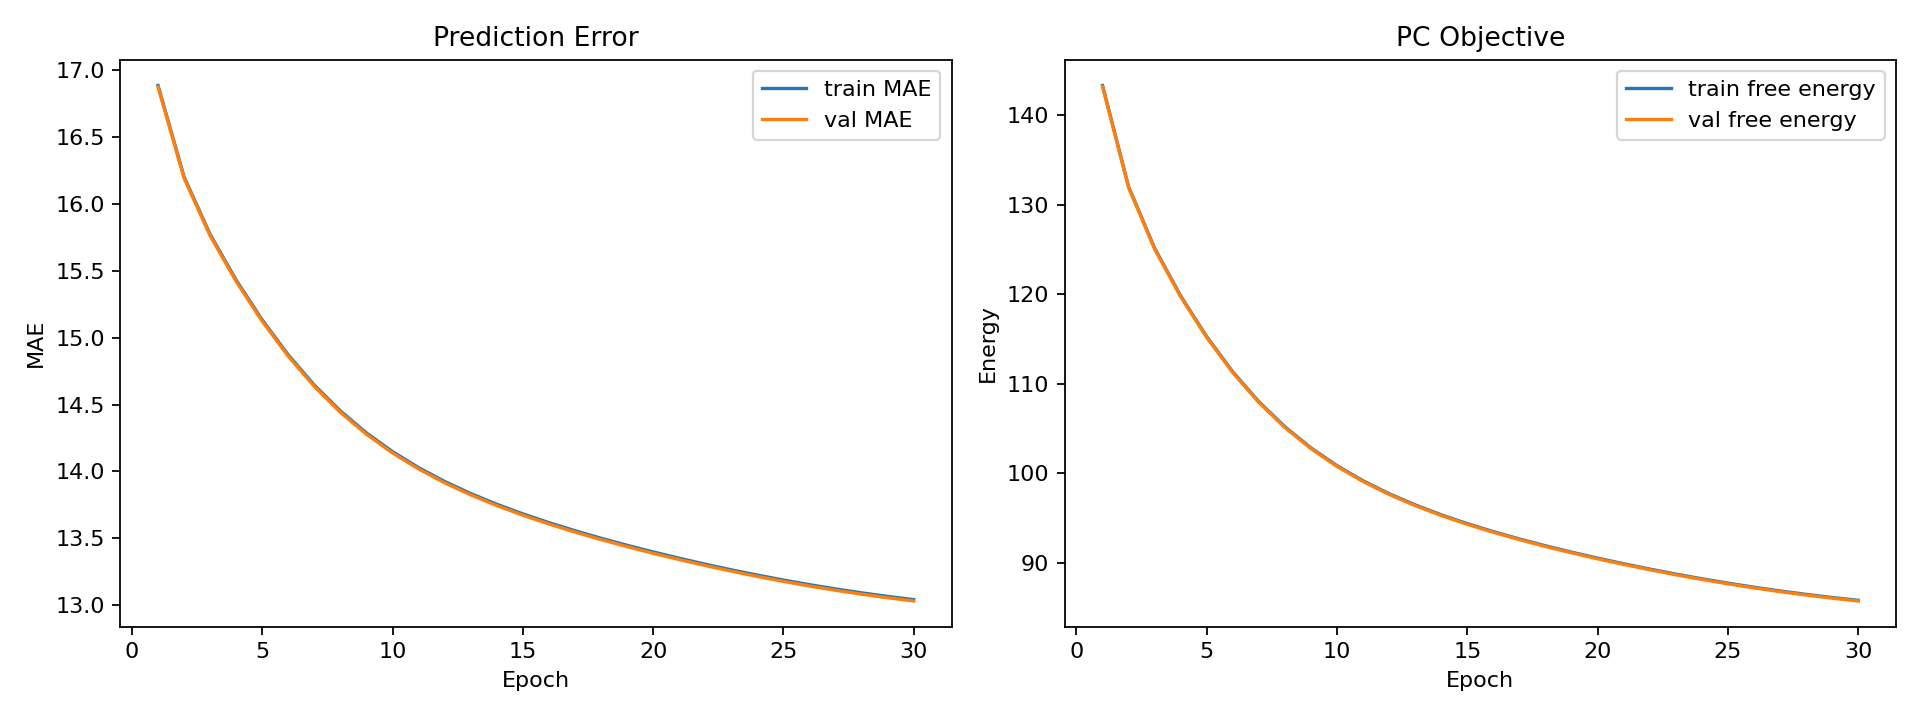 Prediction Error
17.0
16.5
16.0
15.5
15.0
14.5
14.0
13.5
13.0
MAE
train MAE
val MAE
0 5 10 15 20 25 30
Epoch
PC Objective
140
130
120
110
100
90
Energy
train free energy
val free energy
0 5 10 15 20 25 30
Epoch